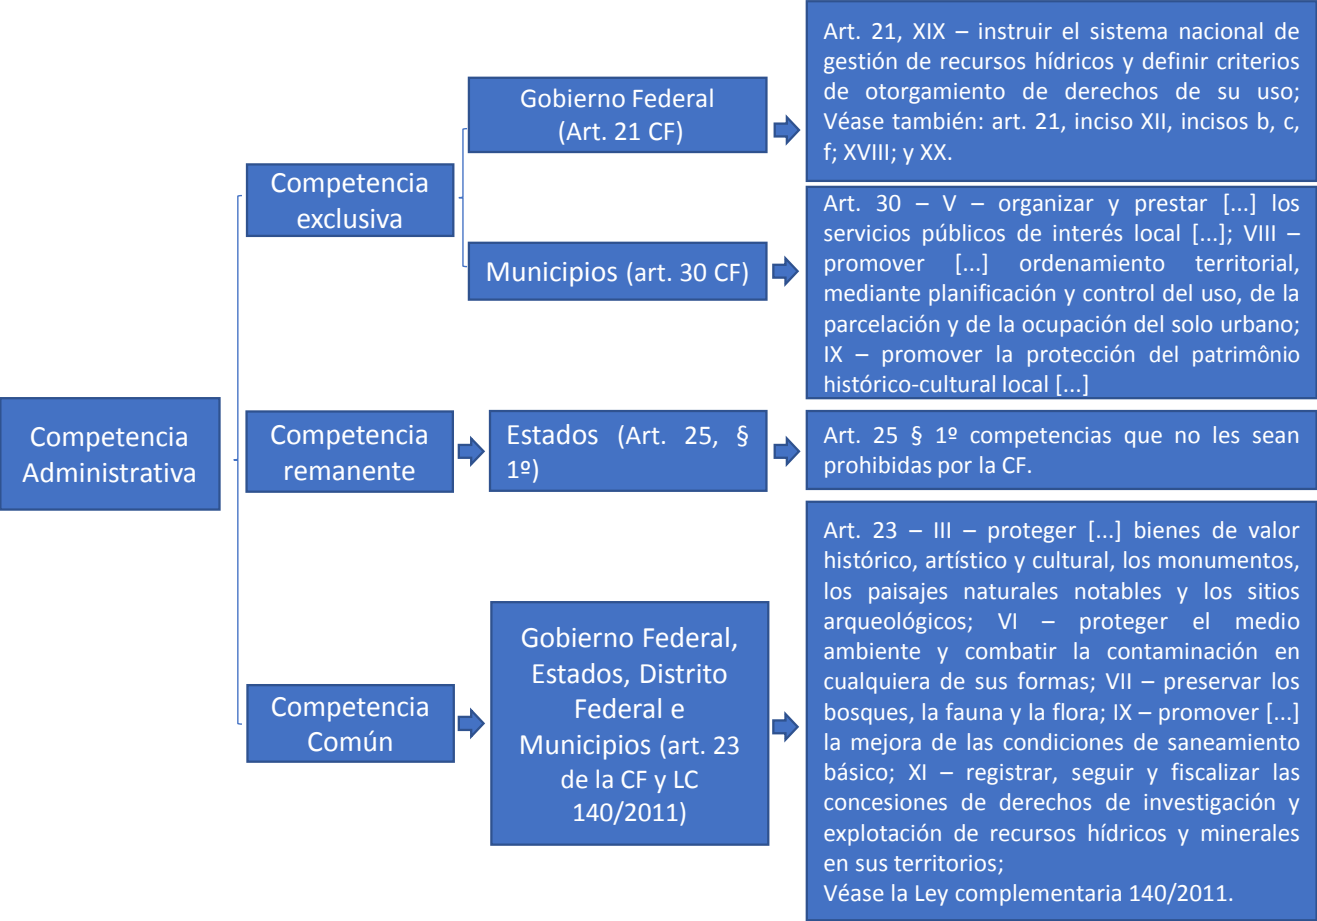 Competencia
Administrativa
Competencia
exclusiva
Gobierno Federal
(Art. 21 CF)
Art. 21, XIX – instruir el sistema nacional de
gestión de recursos hídricos y definir criterios
de otorgamiento de derechos de su uso;
Véase también: art. 21, inciso XII, incisos b, c,
f; XVIII; y XX.
Municipios (art. 30 CF)
Art. 30 – V – organizar y prestar [...] los
servicios públicos de interés local [...]; VIII –
promover [...] ordenamiento territorial,
mediante planificación y control del uso, de la
parcelación y de la ocupación del solo urbano;
IX – promover la protección del patrimônio
histórico-cultural local [...]
Competencia
remanente
Estados (Art. 25, §
1º)
Art. 25 § 1º competencias que no les sean
prohibidas por la CF.
Competencia
Común
Gobierno Federal,
Estados, Distrito
Federal e
Municipios (art. 23
de la CF y LC
140/2011)
Art. 23 – III – proteger [...] bienes de valor
histórico, artístico y cultural, los monumentos,
los paisajes naturales notables y los sitios
arqueológicos; VI – proteger el medio
ambiente y combatir la contaminación en
cualquiera de sus formas; VII – preservar los
bosques, la fauna y la flora; IX – promover [...]
la mejora de las condiciones de saneamiento
básico; XI – registrar, seguir y fiscalizar las
concesiones de derechos de investigación y
explotación de recursos hídricos y minerales
en sus territorios;
Véase la Ley complementaria 140/2011.